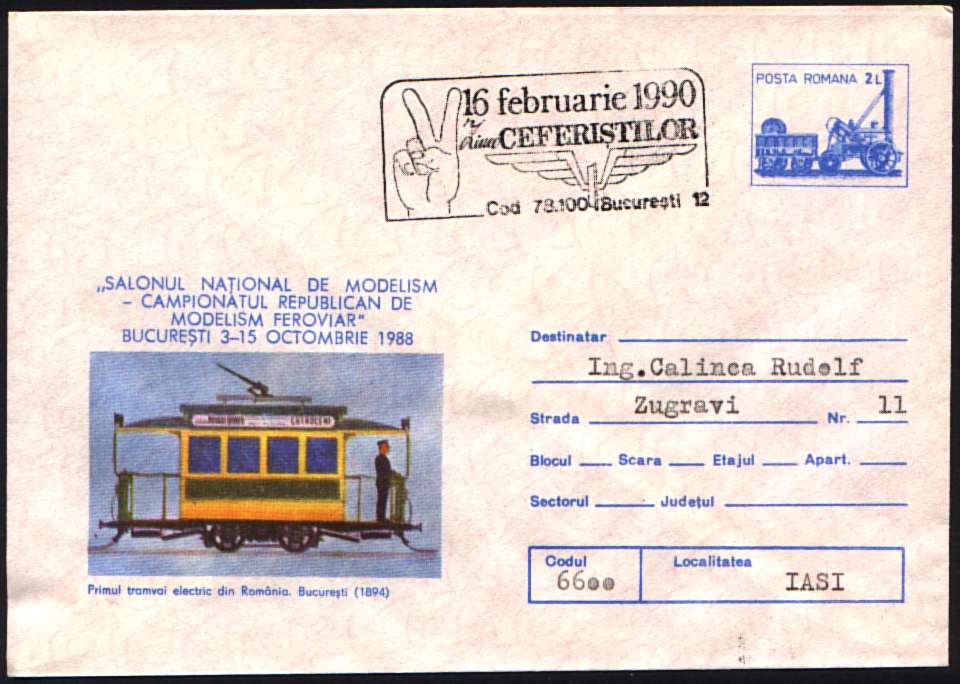 16 februarie 1990
Ziua CEFERIȘTILOR
Cod 78.100 București 12
POSTA ROMANA 2L
„SALONUL NAȚIONAL DE MODELISM
– CAMPIONATUL REPUBLICAN DE
MODELISM FEROVIAR"
BUCUREȘTI 3–15 OCTOMBRIE 1988
COTROCENI
Primul tramvai electric din România. București (1894)
Destinatar
Ing.Calinca Rudolf
Strada Zugravi Nr. 11
Blocul Scara Etajul Apart.
Sectorul Județul
Codul Localitatea
6600 IASI